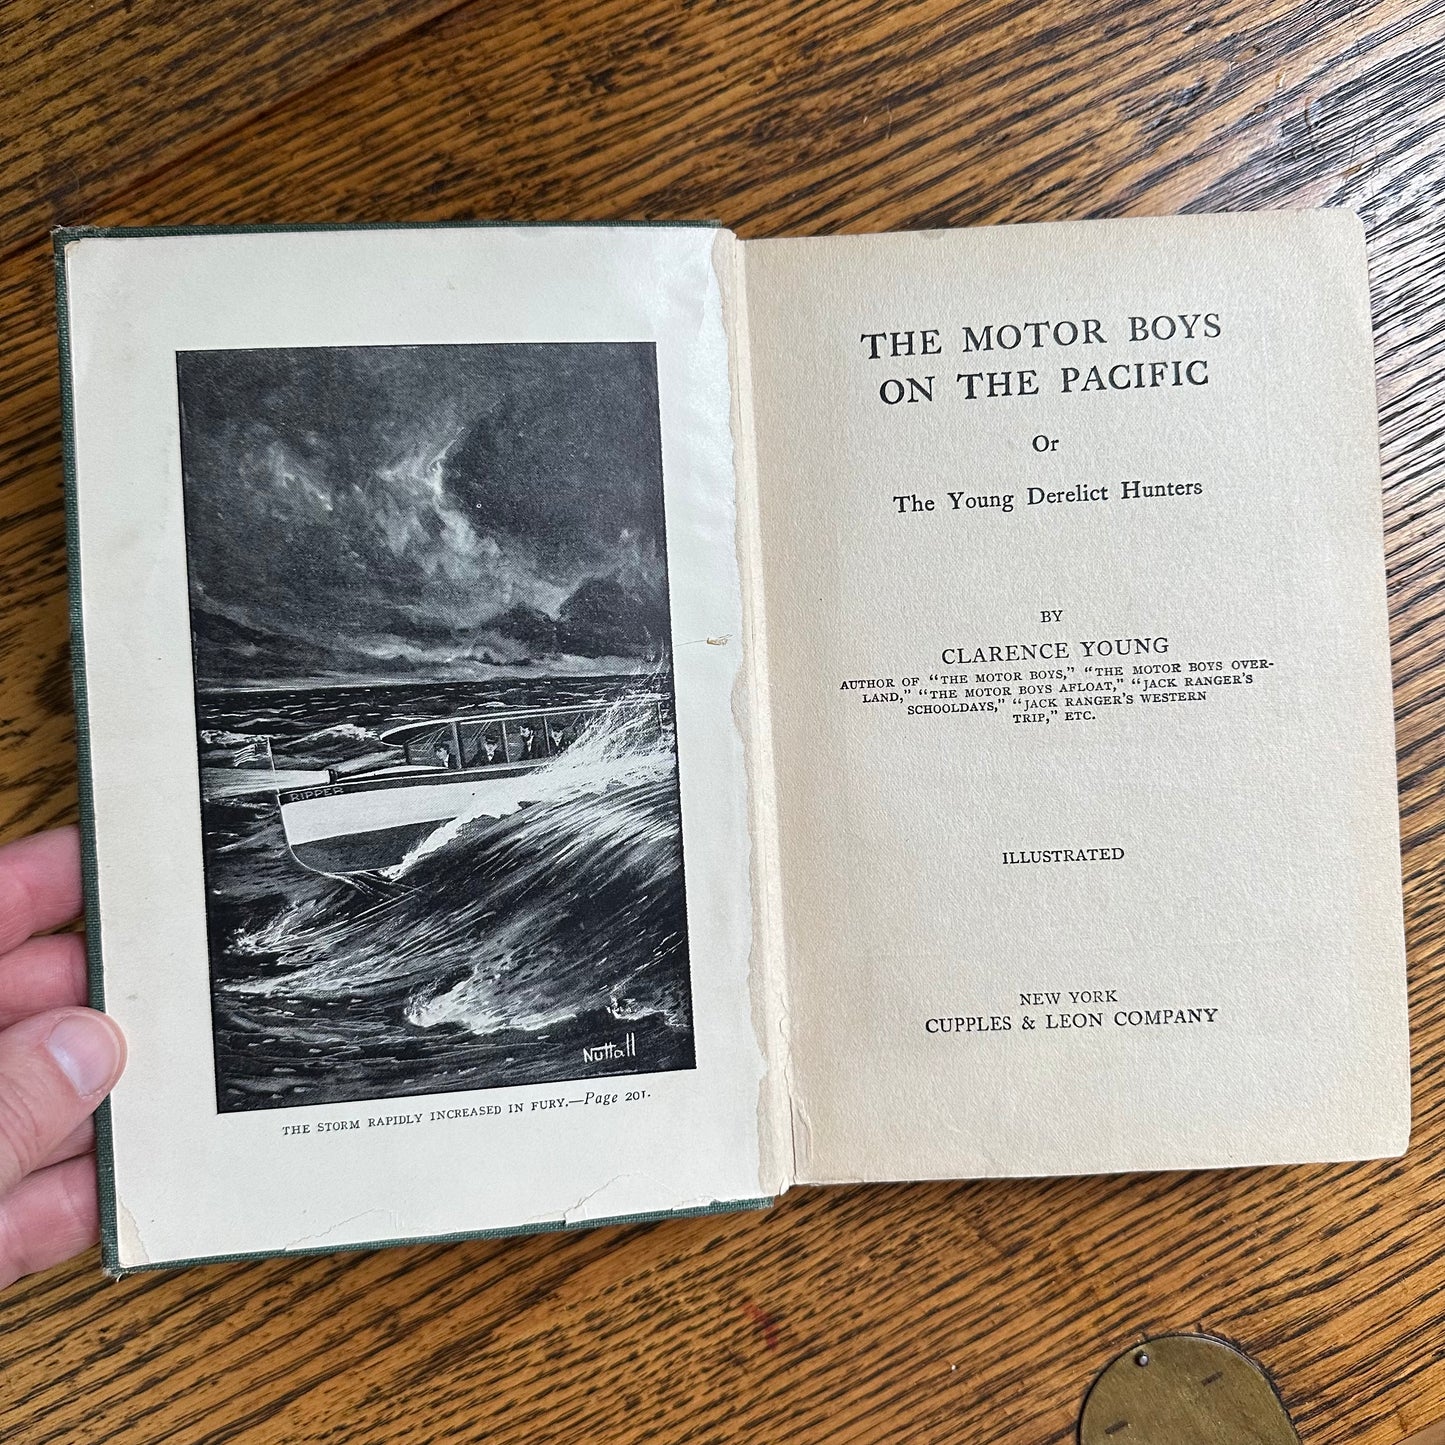 RIPPER
Nuttall
THE STORM RAPIDLY INCREASED IN FURY.—Page 201.
THE MOTOR BOYS
ON THE PACIFIC
Or
The Young Derelict Hunters
BY
CLARENCE YOUNG
AUTHOR OF "THE MOTOR BOYS," "THE MOTOR BOYS OVER-
LAND," "THE MOTOR BOYS AFLOAT," "JACK RANGER'S
SCHOOLDAYS," "JACK RANGER'S WESTERN
TRIP," ETC.
ILLUSTRATED
NEW YORK
CUPPLES & LEON COMPANY